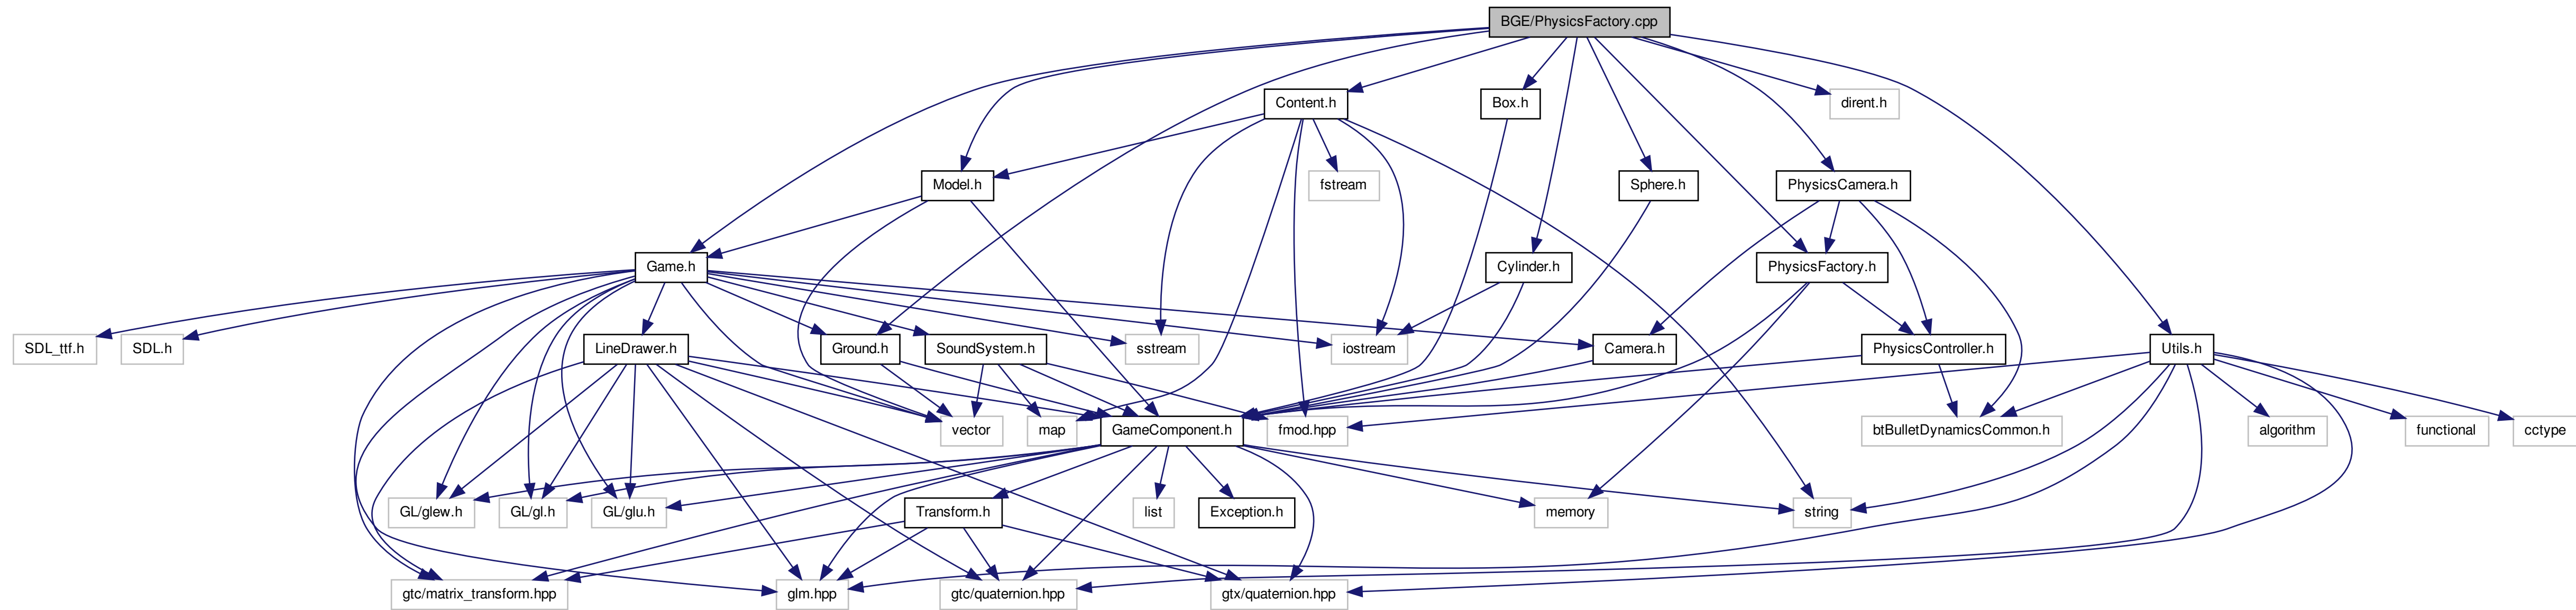 BGE/PhysicsFactory.cpp
Content.h
Box.h
dirent.h
Model.h
fstream
Sphere.h
PhysicsCamera.h
Game.h
Cylinder.h
PhysicsFactory.h
SDL_ttf.h
SDL.h
LineDrawer.h
Ground.h
SoundSystem.h
sstream
iostream
Camera.h
PhysicsController.h
Utils.h
vector
map
GameComponent.h
fmod.hpp
btBulletDynamicsCommon.h
algorithm
functional
cctype
GL/glew.h
GL/gl.h
GL/glu.h
Transform.h
list
Exception.h
memory
string
gtc/matrix_transform.hpp
glm.hpp
gtc/quaternion.hpp
gtx/quaternion.hpp